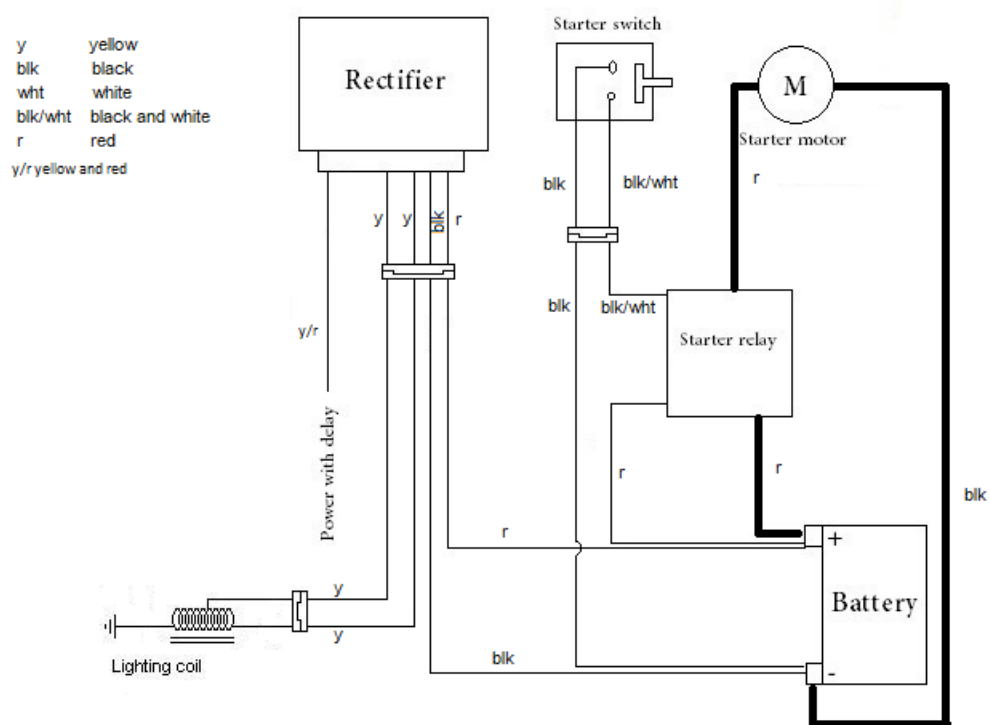 y yellow
blk black
wht white
blk/wht black and white
r red
y/r yellow and red
Rectifier
Starter switch
M
Starter motor
r
blk
blk/wht
y
y
blk
r
blk
blk/wht
Starter relay
y/r
Power with delay
r
r
blk
r
+
Battery
-
y
y
blk
Lighting coil